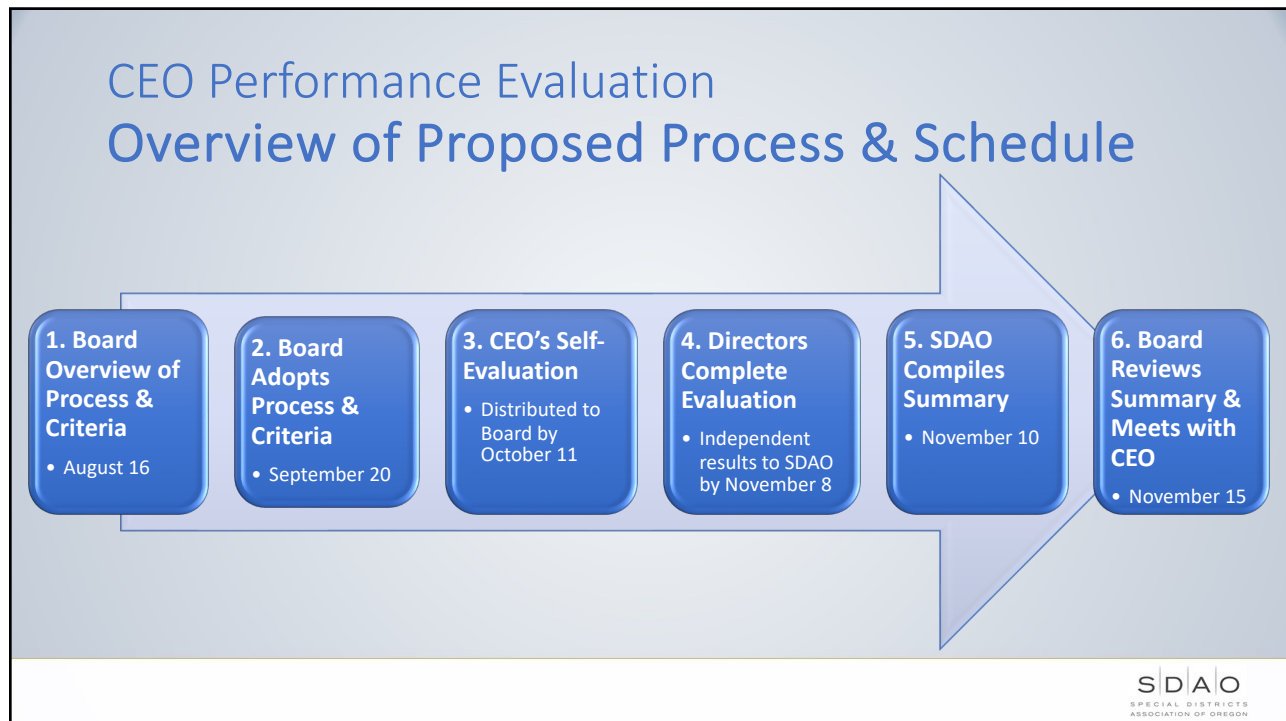 CEO Performance Evaluation
Overview of Proposed Process & Schedule
1. Board
Overview of
Process &
Criteria
• August 16
2. Board
Adopts
Process &
Criteria
• September 20
3. CEO’s Self-
Evaluation
• Distributed to
Board by
October 11
4. Directors
Complete
Evaluation
• Independent
results to SDAO
by November 8
5. SDAO
Compiles
Summary
• November 10
6. Board
Reviews
Summary &
Meets with
CEO
• November 15
S|D|A|O
SPECIAL DISTRICTS
ASSOCIATION OF OREGON